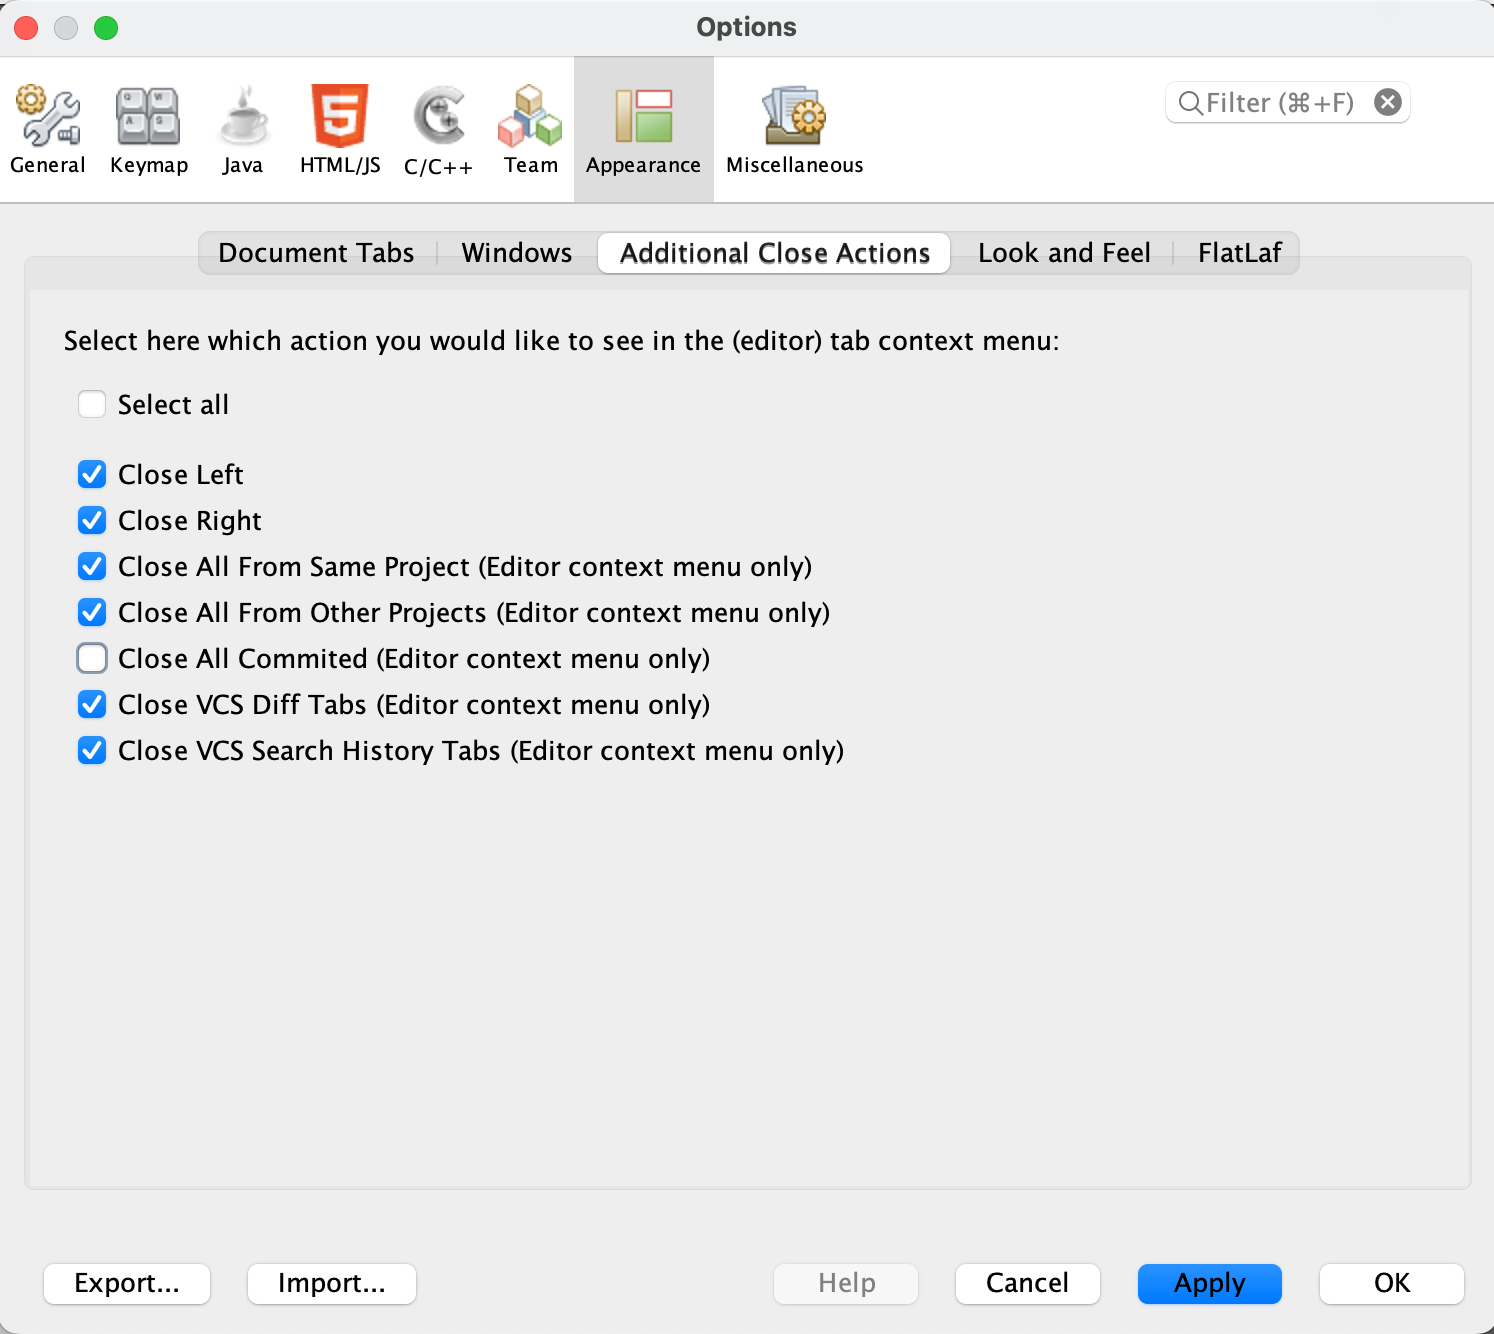 Options
General Keymap Java HTML/JS C/C++ Team Appearance Miscellaneous
Filter (⌘+F)
Document Tabs Windows Additional Close Actions Look and Feel FlatLaf
Select here which action you would like to see in the (editor) tab context menu:
Select all
Close Left
Close Right
Close All From Same Project (Editor context menu only)
Close All From Other Projects (Editor context menu only)
Close All Commited (Editor context menu only)
Close VCS Diff Tabs (Editor context menu only)
Close VCS Search History Tabs (Editor context menu only)
Export... Import... Help Cancel Apply OK